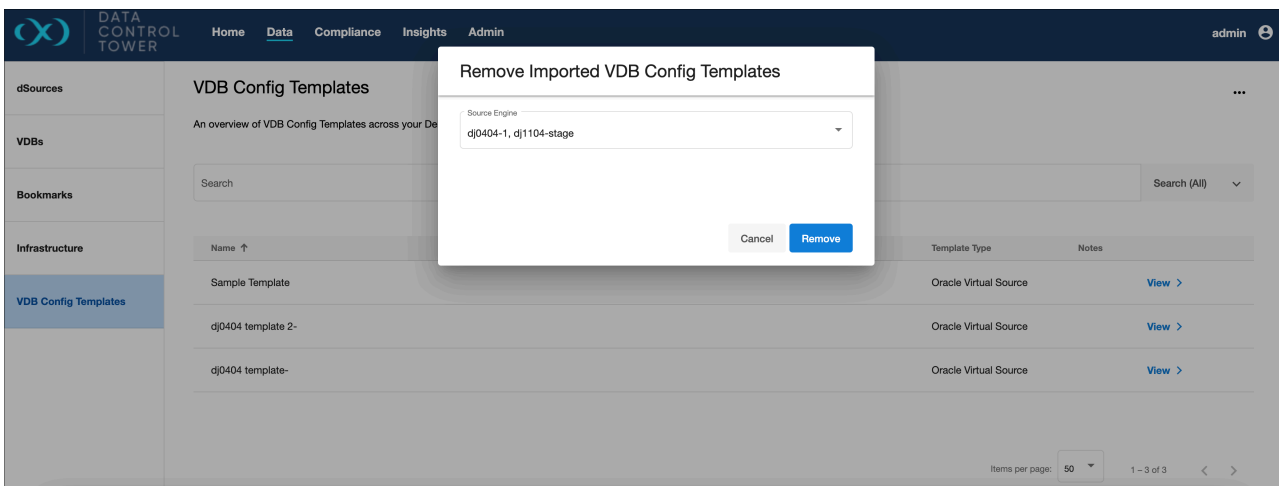 DATA
CONTROL
TOWER
Home Data Compliance Insights Admin
admin
dSources
VDBs
Bookmarks
Infrastructure
VDB Config Templates
VDB Config Templates
...
An overview of VDB Config Templates across your De
Search
Search (All)
Name ↑ Template Type Notes
Sample Template Oracle Virtual Source View >
dj0404 template 2- Oracle Virtual Source View >
dj0404 template- Oracle Virtual Source View >
Items per page: 50 1 – 3 of 3 < >
Remove Imported VDB Config Templates
Source Engine
dj0404-1, dj1104-stage
Cancel Remove